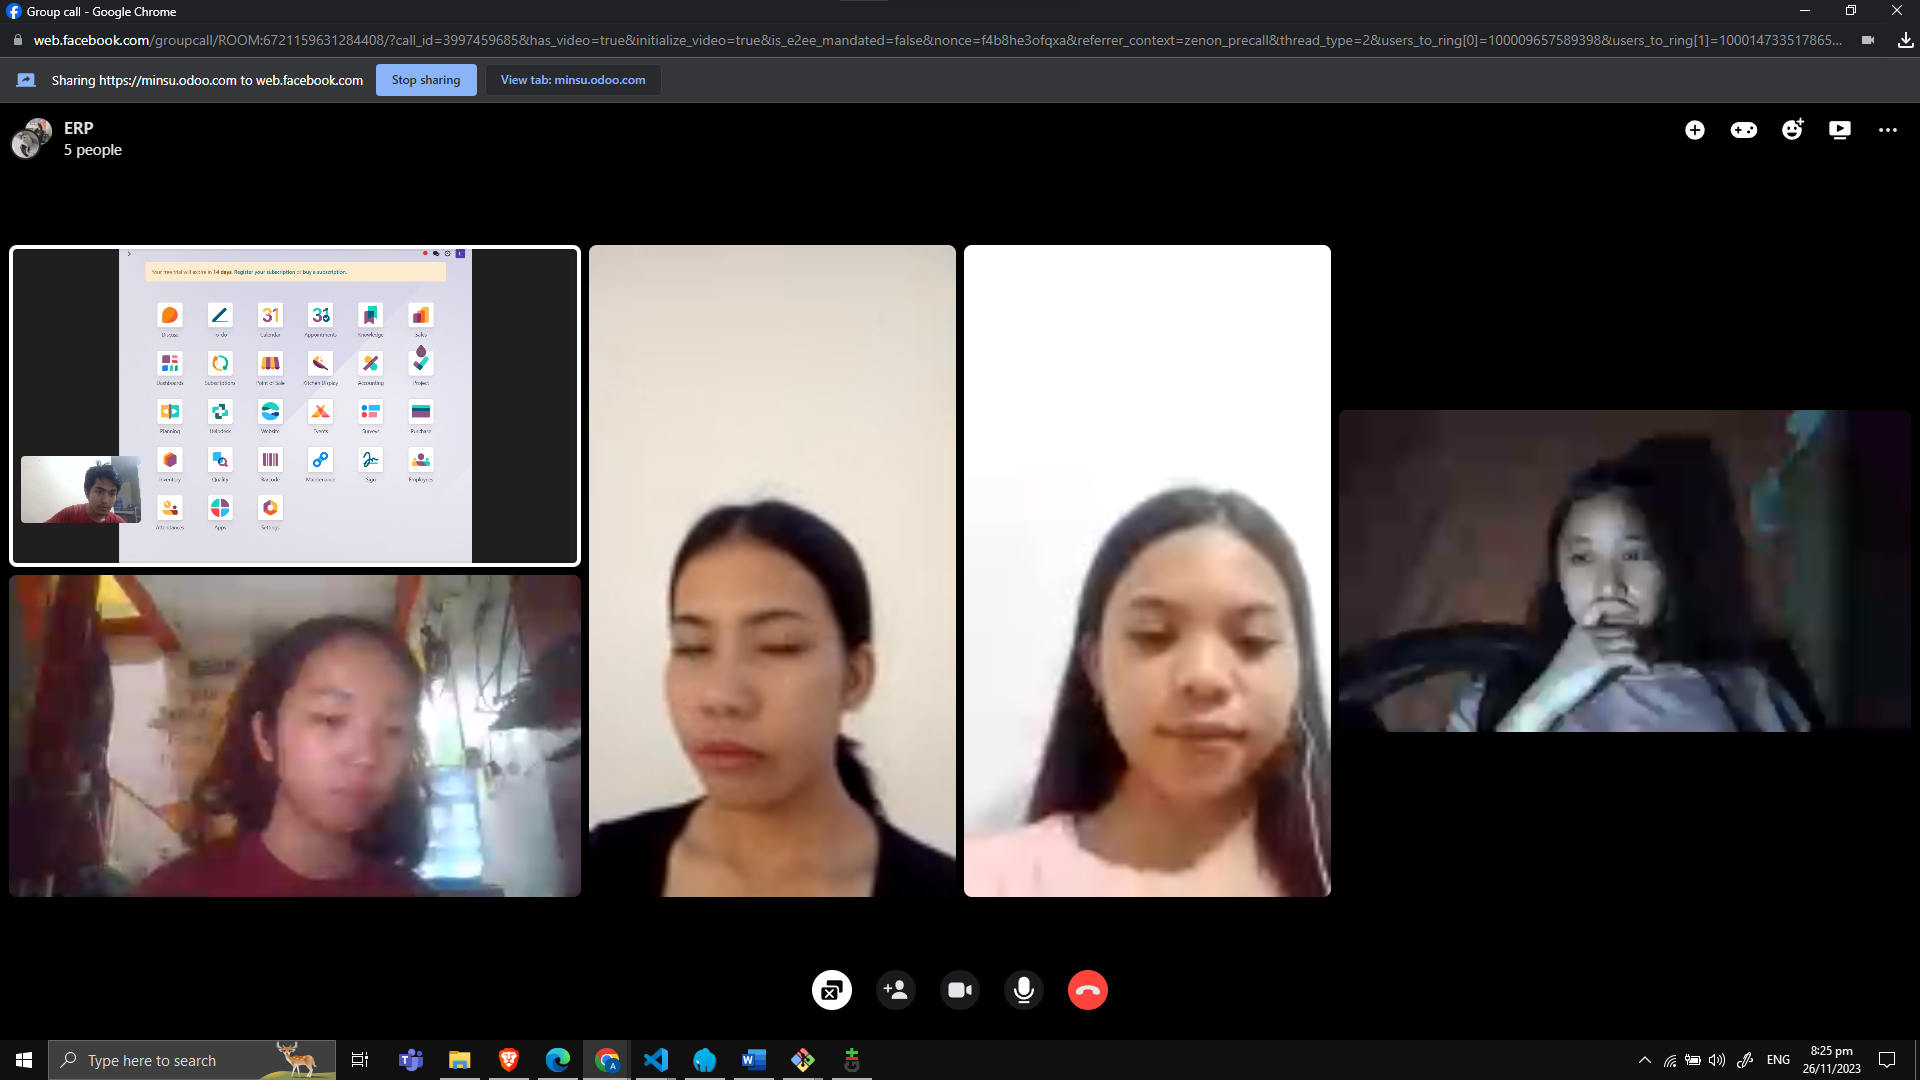 Group call - Google Chrome
web.facebook.com/groupcall/ROOM:6721159631284408/?call_id=3997459685&has_video=true&initialize_video=true&is_e2ee_mandated=false&nonce=f4b8he3ofqxa&referrer_context=zenon_precall&thread_type=2&users_to_ring[0]=100009657589398&users_to_ring[1]=100014733517865...
Sharing https://minsu.odoo.com to web.facebook.com
Stop sharing
View tab: minsu.odoo.com
ERP
5 people
Your free trial will expire in 14 days. Register your subscription or buy a subscription.
31 31
Discuss To-do Calendar Appointments Knowledge Sales
Dashboards Subscriptions Point of Sale Kitchen Display Accounting Project
Planning Helpdesk Website Events Surveys Purchase
Inventory Quality Barcode Maintenance Sign Employees
Attendances Apps Settings
Type here to search
ENG
8:25 pm
26/11/2023